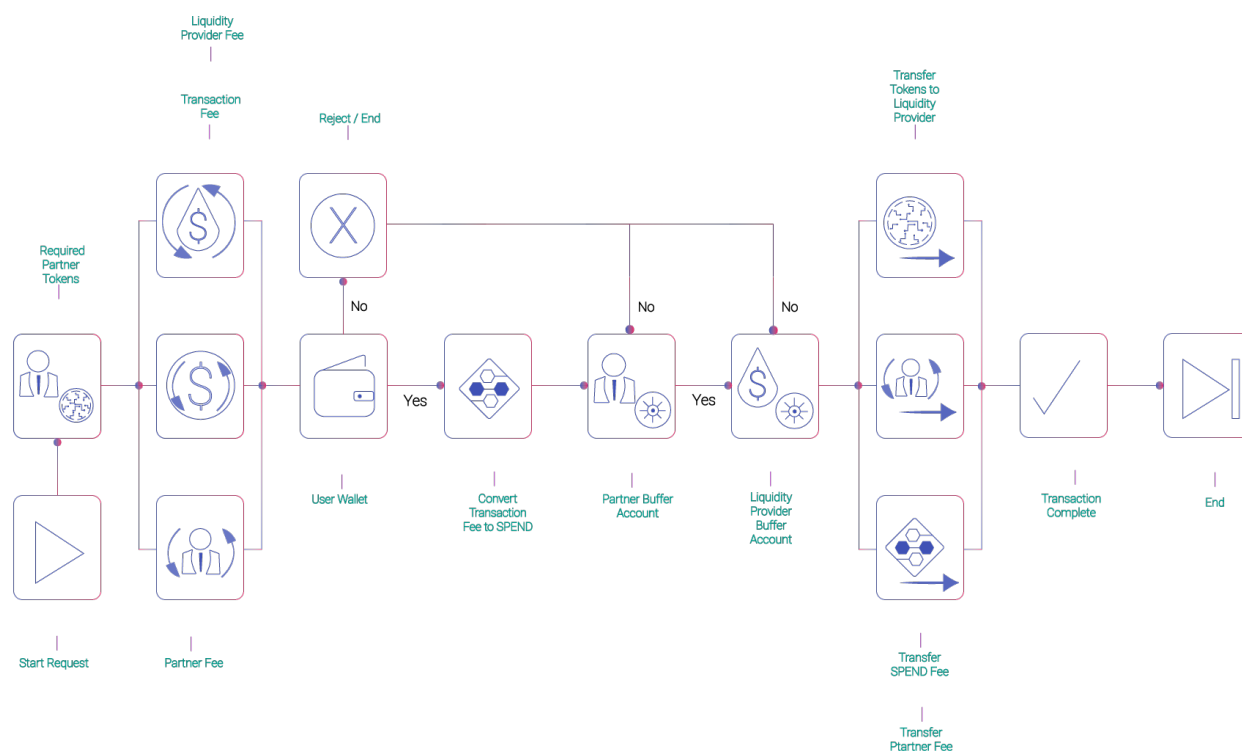 Liquidity
Provider Fee
Transaction
Fee
Reject / End
Transfer
Tokens to
Liquidity
Provider
Required
Partner
Tokens
$
X
No
No
No
$
$
Yes
Yes
User Wallet
Convert
Transaction
Fee to SPEND
Partner Buffer
Account
Liquidity
Provider
Buffer
Account
Transaction
Complete
End
Start Request
Partner Fee
Transfer
SPEND Fee
Transfer
Ptartner Fee